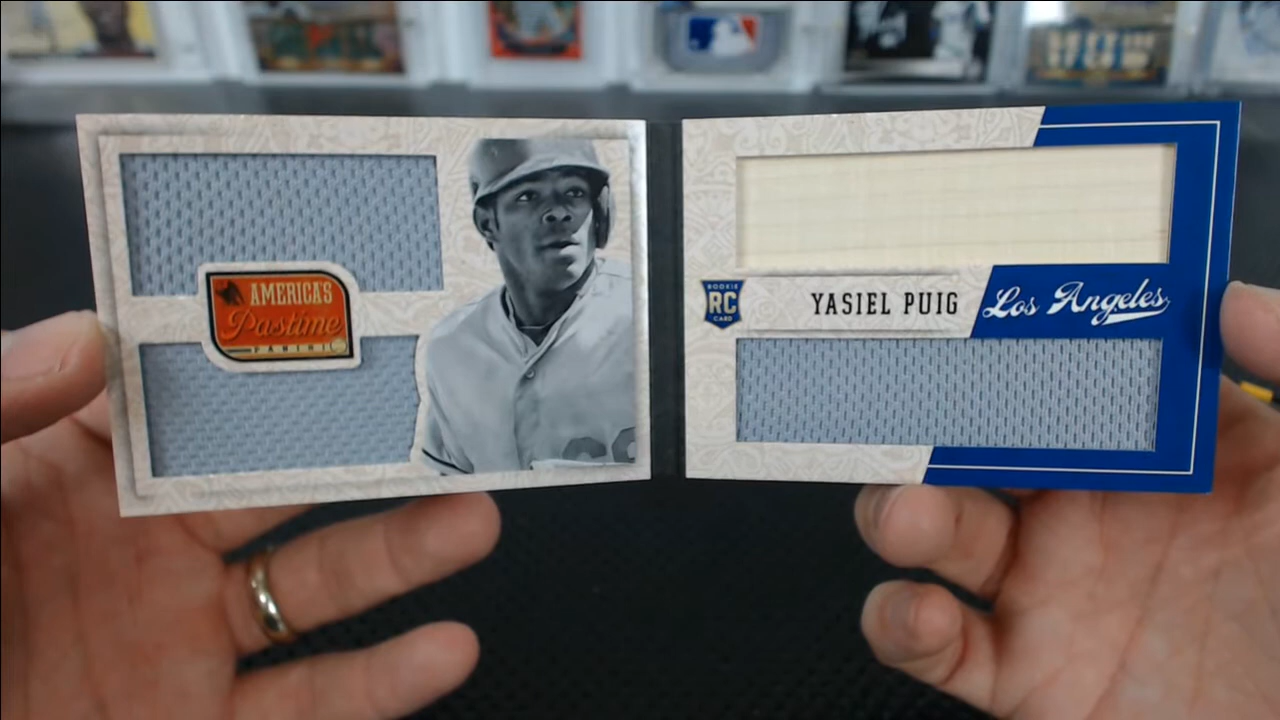 AMERICA'S
Pastime
PANINI
ROOKIE
RC
CARD
YASIEL PUIG
Los Angeles